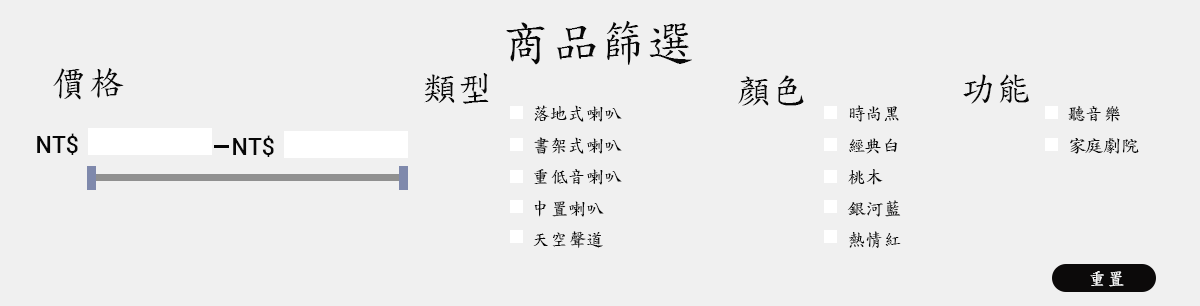 商品篩選
價格
NT$ —NT$
類型
落地式喇叭
書架式喇叭
重低音喇叭
中置喇叭
天空聲道
顏色
時尚黑
經典白
桃木
銀河藍
熱情紅
功能
聽音樂
家庭劇院
重置